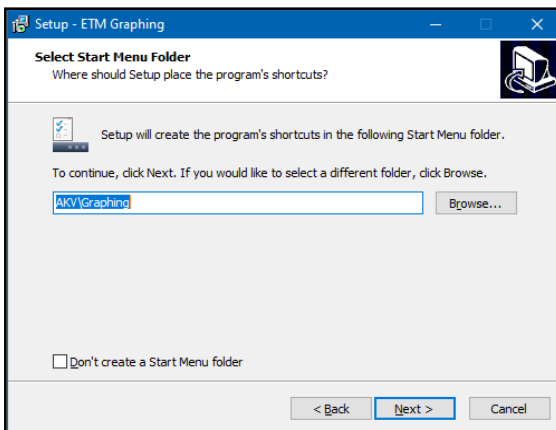 Setup - ETM Graphing
Select Start Menu Folder
Where should Setup place the program's shortcuts?
Setup will create the program's shortcuts in the following Start Menu folder.
To continue, click Next. If you would like to select a different folder, click Browse.
AKV\Graphing
Browse...
Don't create a Start Menu folder
< Back
Next >
Cancel